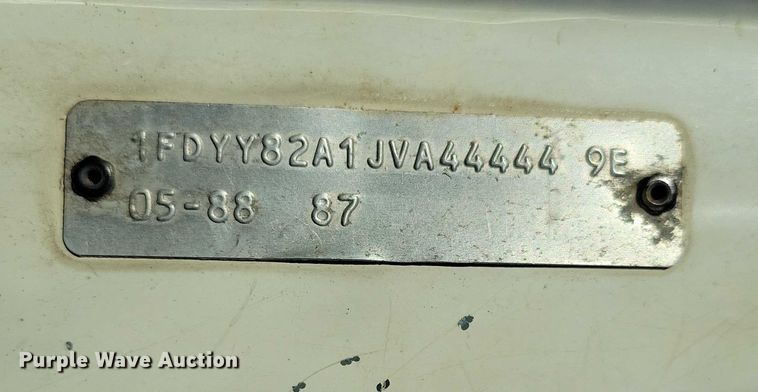 1FDYY82A1JVA44444 9E
05-88 87
Purple Wave Auction